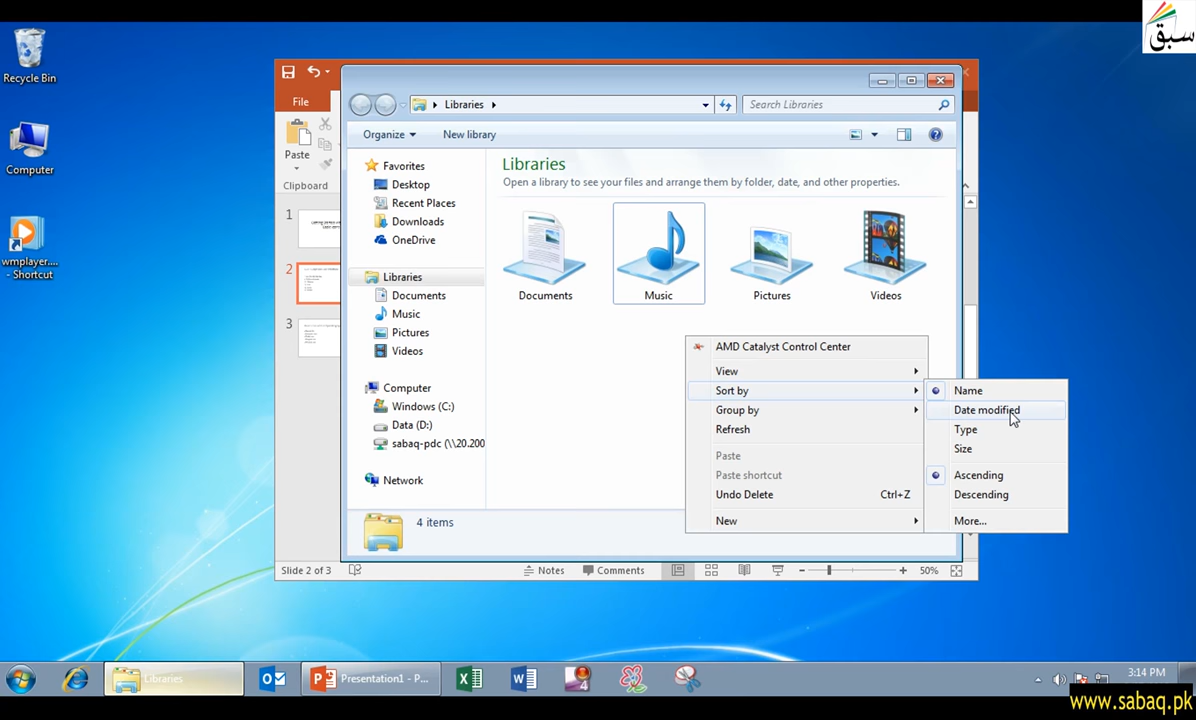 سبق
Recycle Bin
Computer
wmplayer....
- Shortcut
File
Paste
Clipboard
1
2
3
Libraries
Search Libraries
Organize
New library
Favorites
Desktop
Recent Places
Downloads
OneDrive
Libraries
Documents
Music
Pictures
Videos
Computer
Windows (C:)
Data (D:)
sabaq-pdc (\\20.200
Network
Libraries
Open a library to see your files and arrange them by folder, date, and other properties.
Documents
Music
Pictures
Videos
AMD Catalyst Control Center
View
Sort by
Group by
Refresh
Paste
Paste shortcut
Undo Delete Ctrl+Z
New
Name
Date modified
Type
Size
Ascending
Descending
More...
4 items
Slide 2 of 3
Notes
Comments
50%
Libraries
Presentation1 - P...
3:14 PM
www.sabaq.pk